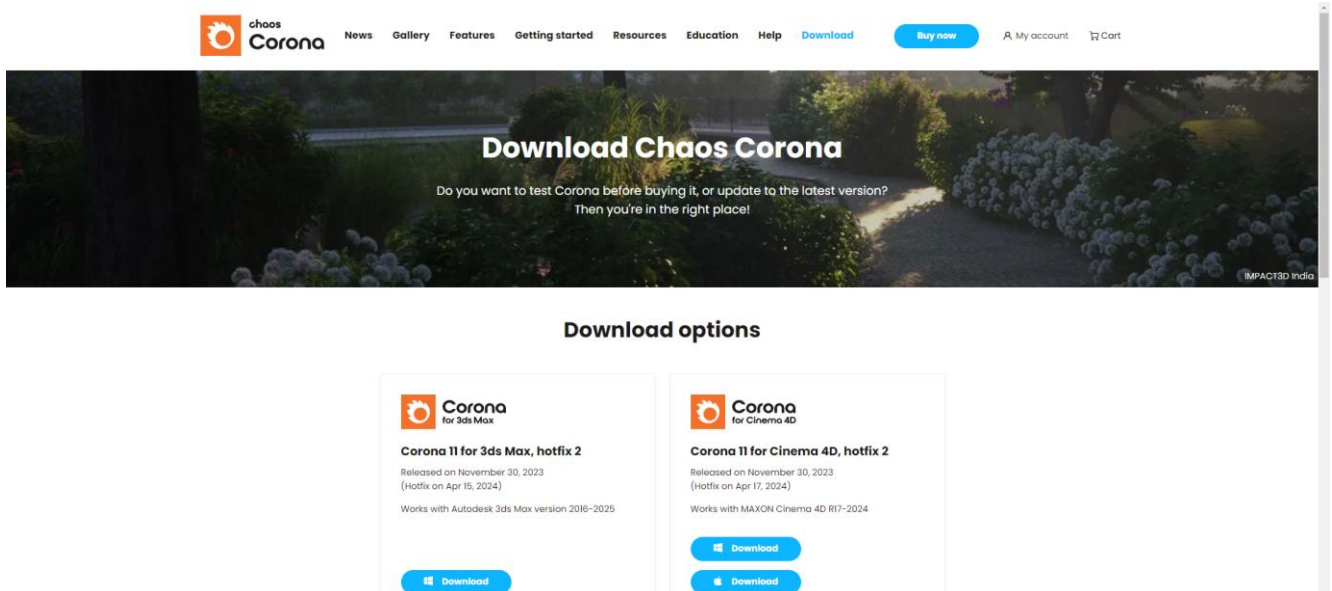 chaos
Corona
News Gallery Features Getting started Resources Education Help Download Buy now My account Cart
Download Chaos Corona
Do you want to test Corona before buying it, or update to the latest version?
Then you're in the right place!
IMPACT3D India
Download options
Corona
for 3ds Max
Corona 11 for 3ds Max, hotfix 2
Released on November 30, 2023
(Hotfix on Apr 15, 2024)
Works with Autodesk 3ds Max version 2016-2025
Download
Corona
for Cinema 4D
Corona 11 for Cinema 4D, hotfix 2
Released on November 30, 2023
(Hotfix on Apr 17, 2024)
Works with MAXON Cinema 4D R17-2024
Download
Download